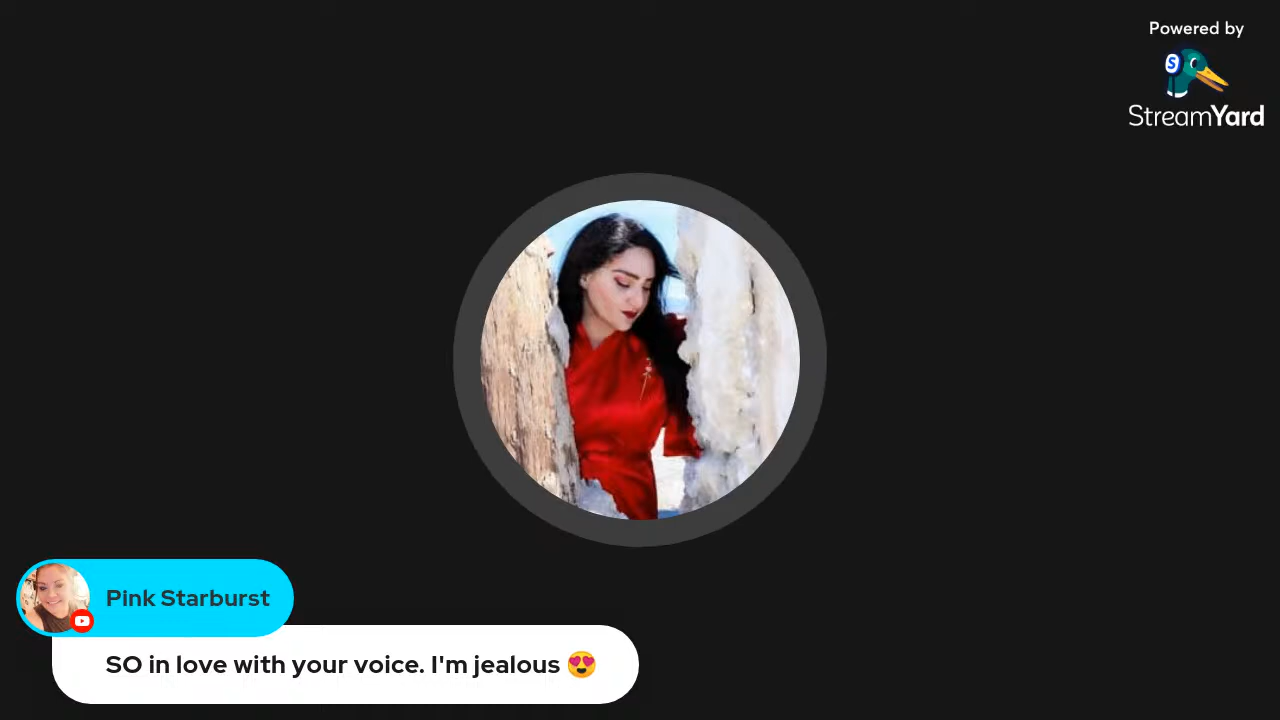 Powered by
S
StreamYard
Pink Starburst
SO in love with your voice. I'm jealous 😍